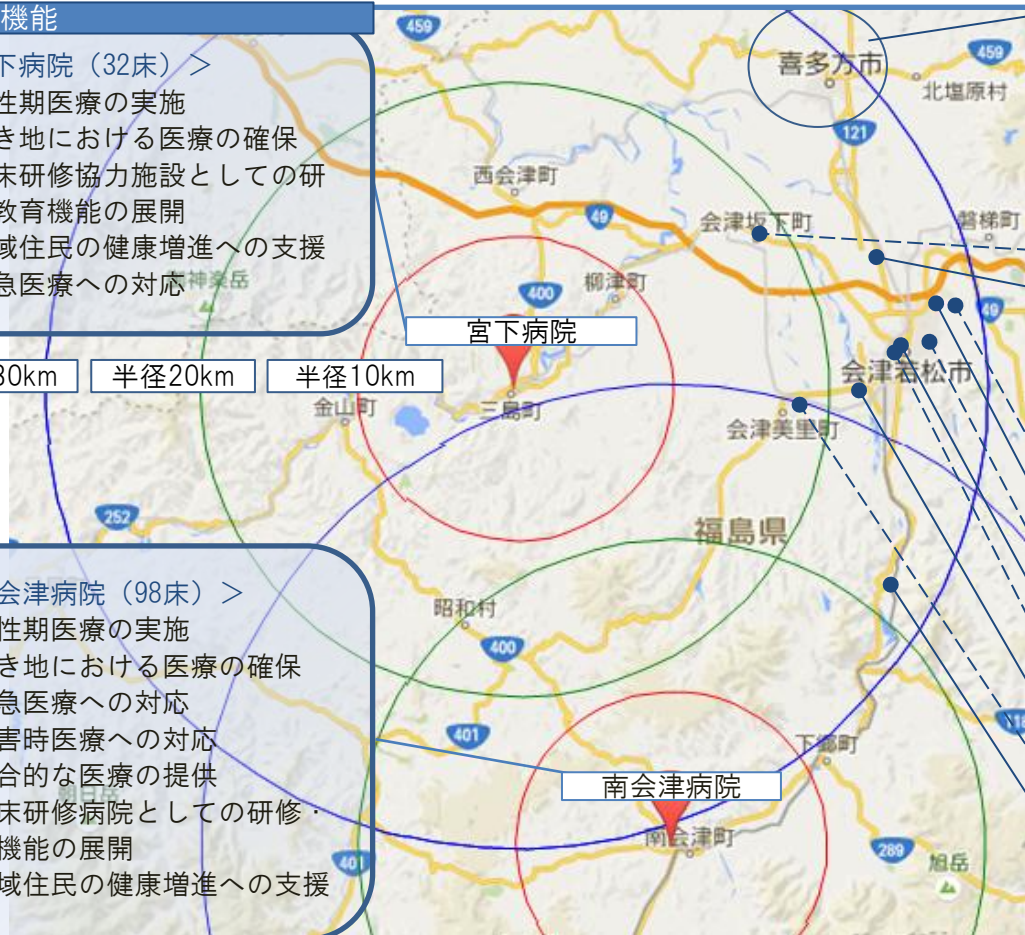 機能
下病院（32床）＞
性期医療の実施
き地における医療の確保
末研修協力施設としての研
教育機能の展開
域住民の健康増進への支援
急医療への対応
30km
半径20km
半径10km
会津病院（98床）＞
性期医療の実施
き地における医療の確保
急医療への対応
害時医療への対応
合的な医療の提供
末研修病院としての研修・
機能の展開
域住民の健康増進への支援
459
喜多方市
459
北塩原村
121
西会津町
49
会津坂下町
磐梯町
御神楽岳
400
柳津町
49
宮下病院
会津若松市
金山町
三島町
会津美里町
252
福島県
昭和村
400
118
401
下郷町
朝日岳
南会津病院
南会津町
401
289
旭岳